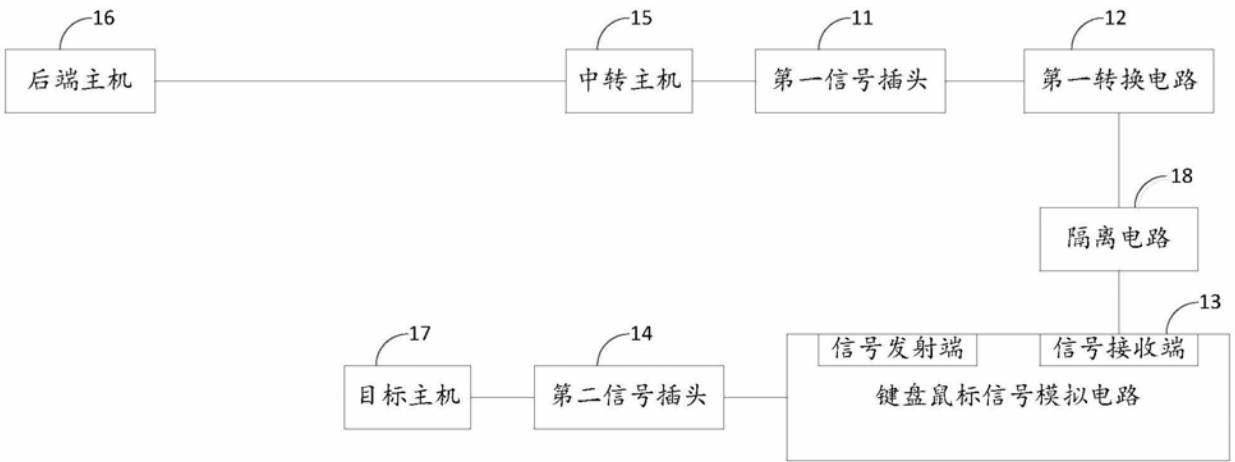 16
15
11
12
后端主机
中转主机
第一信号插头
第一转换电路
18
隔离电路
17
14
13
信号发射端
信号接收端
目标主机
第二信号插头
键盘鼠标信号模拟电路